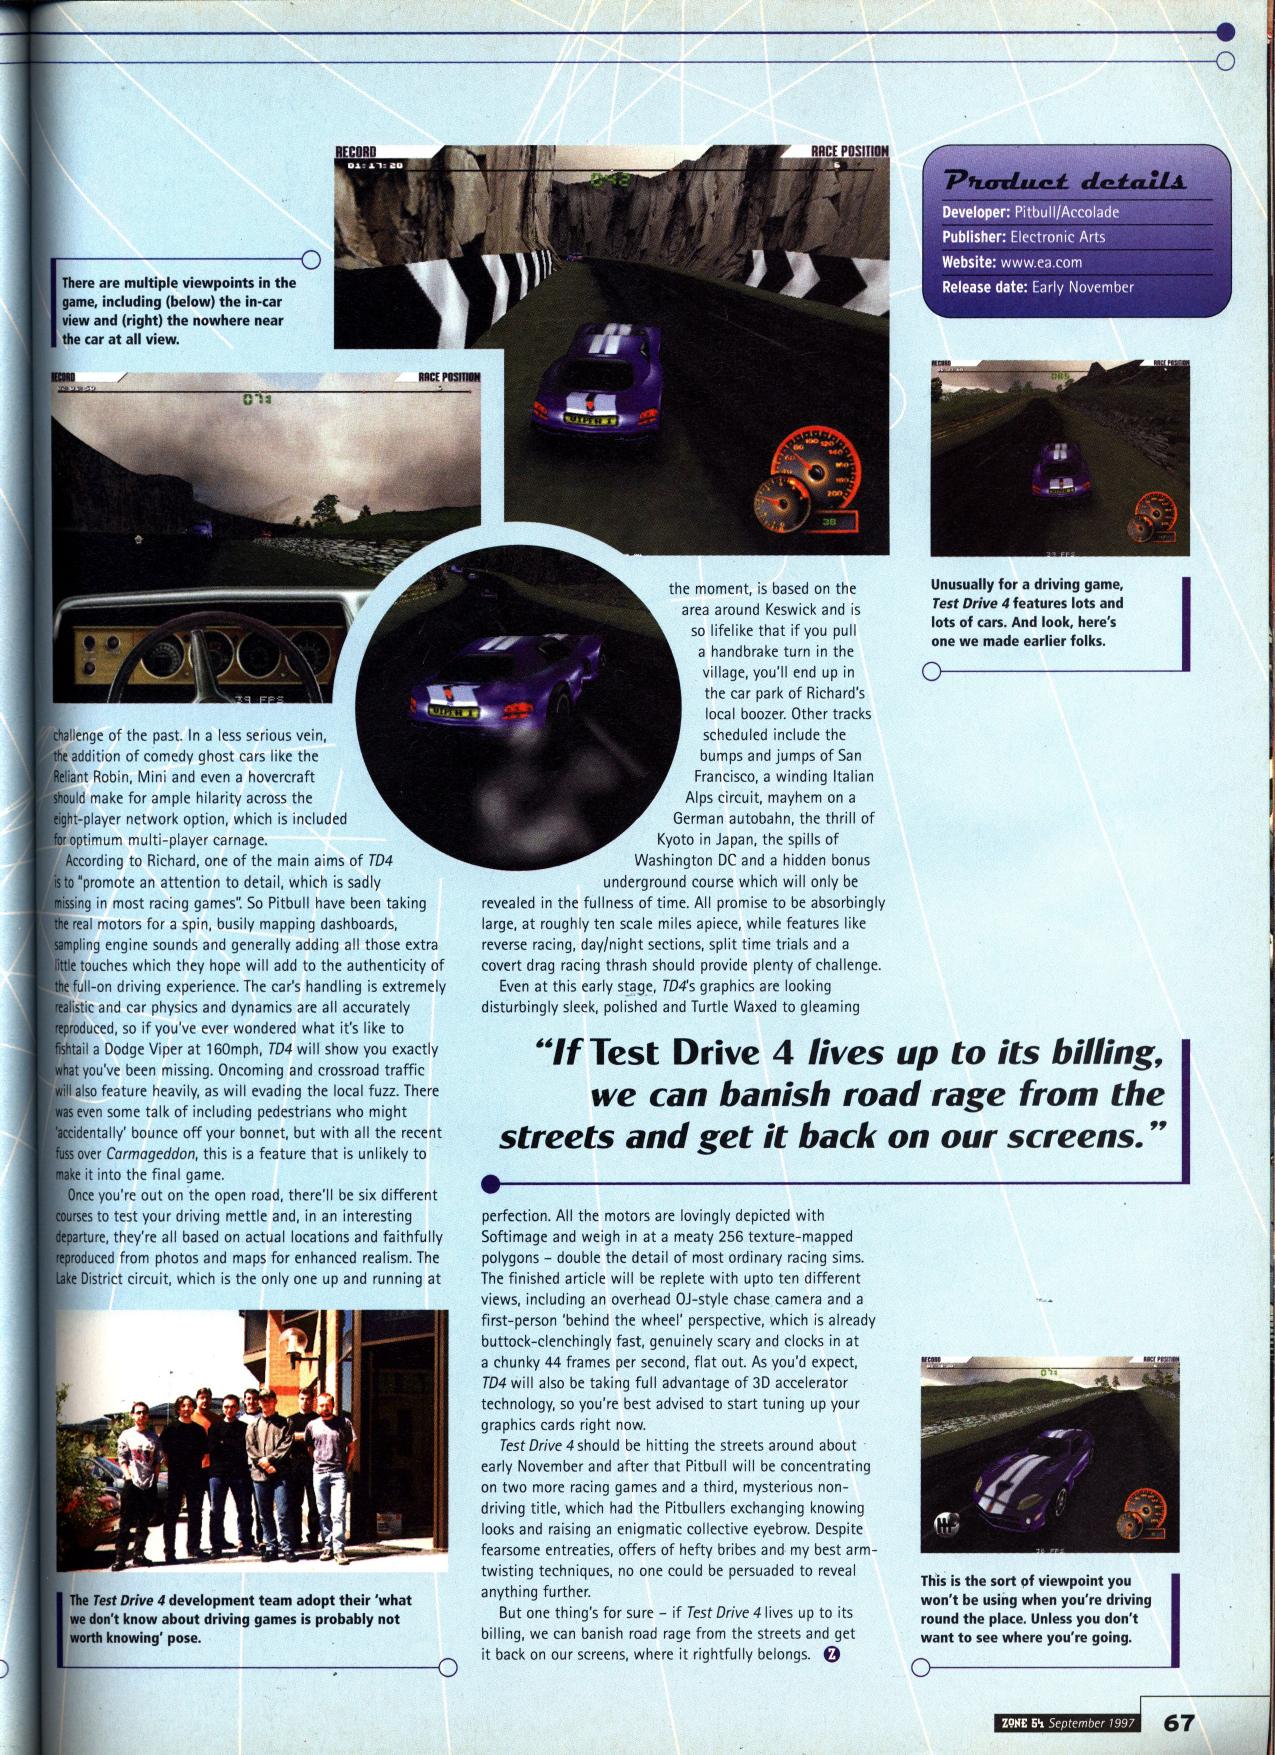 RECORD
01:17:20
RACE POSITION
6
0:42
VIPER 1
38
Product details
Developer: Pitbull/Accolade
Publisher: Electronic Arts
Website: www.ea.com
Release date: Early November
There are multiple viewpoints in the
game, including (below) the in-car
view and (right) the nowhere near
the car at all view.
RECORD
RACE POSITION
39 FPS
RECORD
RACE POSITION
Unusually for a driving game,
Test Drive 4 features lots and
lots of cars. And look, here's
one we made earlier folks.
VIPER 1
challenge of the past. In a less serious vein,
the addition of comedy ghost cars like the
Reliant Robin, Mini and even a hovercraft
should make for ample hilarity across the
eight-player network option, which is included
for optimum multi-player carnage.
According to Richard, one of the main aims of TD4
is to "promote an attention to detail, which is sadly
missing in most racing games". So Pitbull have been taking
the real motors for a spin, busily mapping dashboards,
sampling engine sounds and generally adding all those extra
little touches which they hope will add to the authenticity of
the full-on driving experience. The car's handling is extremely
realistic and car physics and dynamics are all accurately
reproduced, so if you've ever wondered what it's like to
fishtail a Dodge Viper at 160mph, TD4 will show you exactly
what you've been missing. Oncoming and crossroad traffic
will also feature heavily, as will evading the local fuzz. There
was even some talk of including pedestrians who might
'accidentally' bounce off your bonnet, but with all the recent
fuss over Carmageddon, this is a feature that is unlikely to
make it into the final game.
Once you're out on the open road, there'll be six different
courses to test your driving mettle and, in an interesting
departure, they're all based on actual locations and faithfully
reproduced from photos and maps for enhanced realism. The
Lake District circuit, which is the only one up and running at
the moment, is based on the
area around Keswick and is
so lifelike that if you pull
a handbrake turn in the
village, you'll end up in
the car park of Richard's
local boozer. Other tracks
scheduled include the
bumps and jumps of San
Francisco, a winding Italian
Alps circuit, mayhem on a
German autobahn, the thrill of
Kyoto in Japan, the spills of
Washington DC and a hidden bonus
underground course which will only be
revealed in the fullness of time. All promise to be absorbingly
large, at roughly ten scale miles apiece, while features like
reverse racing, day/night sections, split time trials and a
covert drag racing thrash should provide plenty of challenge.
Even at this early stage, TD4's graphics are looking
disturbingly sleek, polished and Turtle Waxed to gleaming
"If Test Drive 4 lives up to its billing,
we can banish road rage from the
streets and get it back on our screens."
perfection. All the motors are lovingly depicted with
Softimage and weigh in at a meaty 256 texture-mapped
polygons – double the detail of most ordinary racing sims.
The finished article will be replete with upto ten different
views, including an overhead OJ-style chase camera and a
first-person 'behind the wheel' perspective, which is already
buttock-clenchingly fast, genuinely scary and clocks in at
a chunky 44 frames per second, flat out. As you'd expect,
TD4 will also be taking full advantage of 3D accelerator
technology, so you're best advised to start tuning up your
graphics cards right now.
Test Drive 4 should be hitting the streets around about
early November and after that Pitbull will be concentrating
on two more racing games and a third, mysterious non-
driving title, which had the Pitbullers exchanging knowing
looks and raising an enigmatic collective eyebrow. Despite
fearsome entreaties, offers of hefty bribes and my best arm-
twisting techniques, no one could be persuaded to reveal
anything further.
But one thing's for sure – if Test Drive 4 lives up to its
billing, we can banish road rage from the streets and get
it back on our screens, where it rightfully belongs. Z
The Test Drive 4 development team adopt their 'what
we don't know about driving games is probably not
worth knowing' pose.
RECORD
RACE POSITION
This is the sort of viewpoint you
won't be using when you're driving
round the place. Unless you don't
want to see where you're going.
ZONE 54 September 1997 67